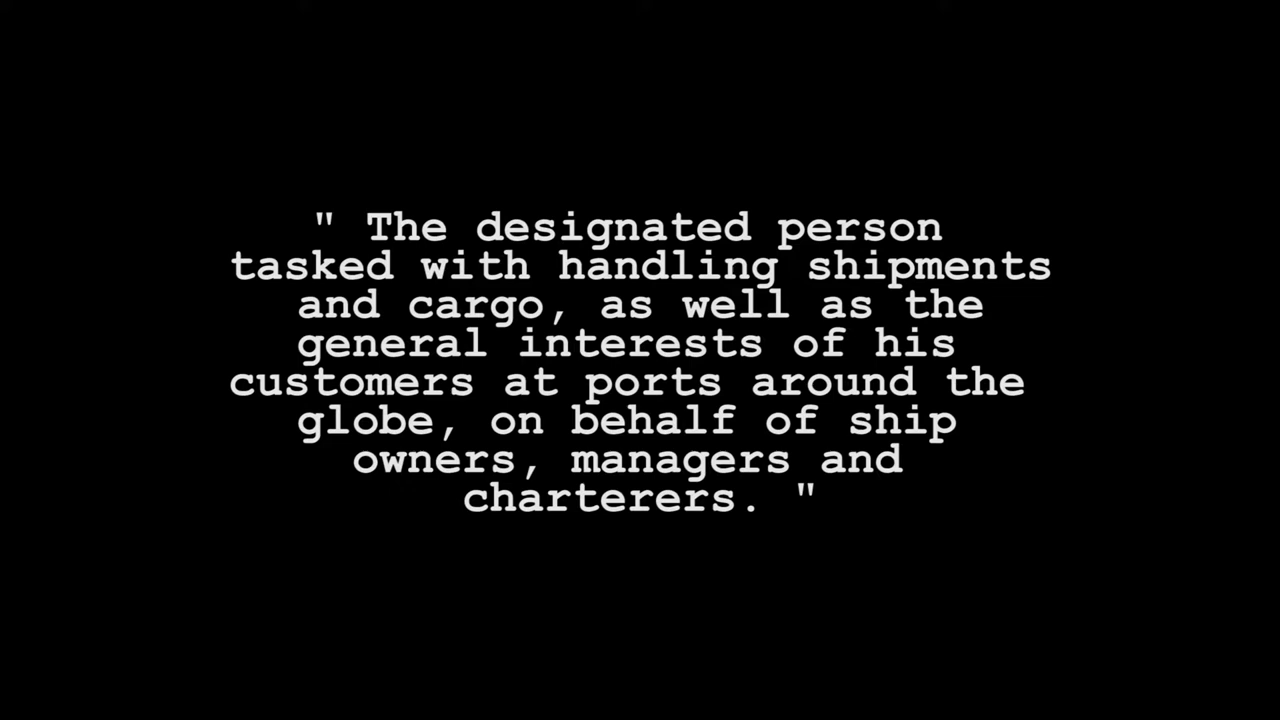 " The designated person
tasked with handling shipments
and cargo, as well as the
general interests of his
customers at ports around the
globe, on behalf of ship
owners, managers and
charterers. "